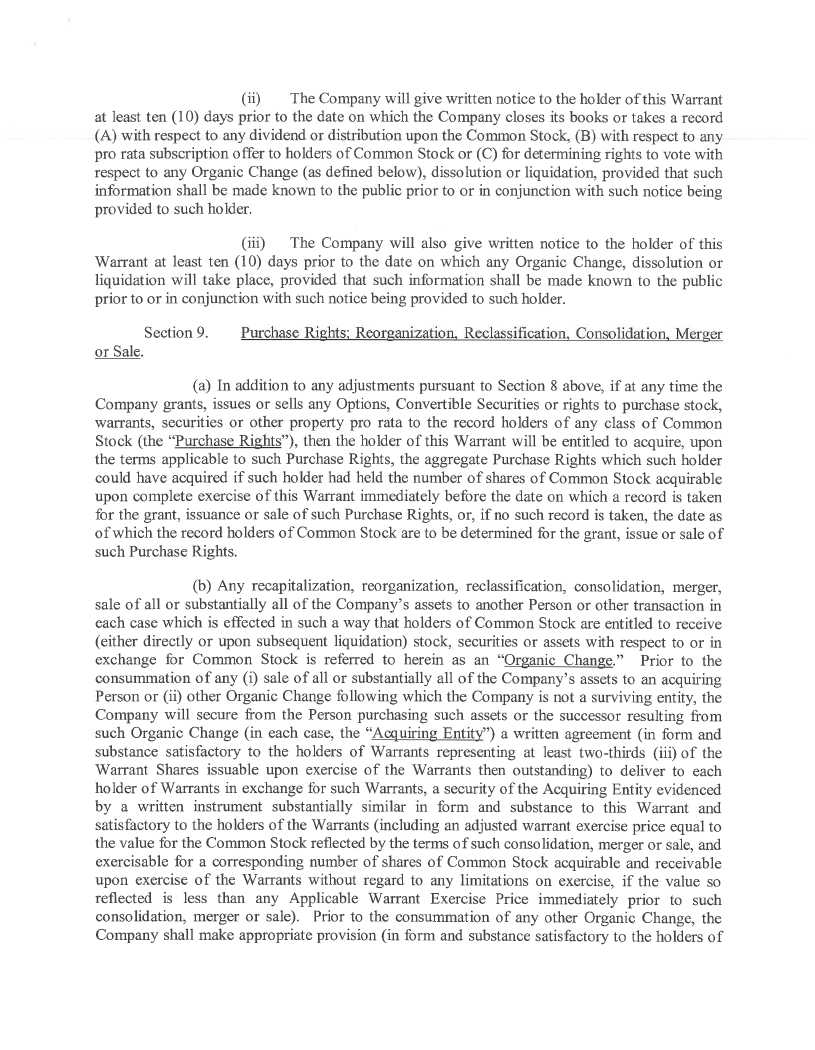 (ii) The Company will give written notice to the holder of this Warrant
at least ten (10) days prior to the date on which the Company closes its books or takes a record
(A) with respect to any dividend or distribution upon the Common Stock, (B) with respect to any
pro rata subscription offer to holders of Common Stock or (C) for determining rights to vote with
respect to any Organic Change (as defined below), dissolution or liquidation, provided that such
information shall be made known to the public prior to or in conjunction with such notice being
provided to such holder.
(iii) The Company will also give written notice to the holder of this
Warrant at least ten (10) days prior to the date on which any Organic Change, dissolution or
liquidation will take place, provided that such information shall be made known to the public
prior to or in conjunction with such notice being provided to such holder.
Section 9. Purchase Rights; Reorganization, Reclassification, Consolidation, Merger
or Sale.
(a) In addition to any adjustments pursuant to Section 8 above, if at any time the
Company grants, issues or sells any Options, Convertible Securities or rights to purchase stock,
warrants, securities or other property pro rata to the record holders of any class of Common
Stock (the “Purchase Rights”), then the holder of this Warrant will be entitled to acquire, upon
the terms applicable to such Purchase Rights, the aggregate Purchase Rights which such holder
could have acquired if such holder had held the number of shares of Common Stock acquirable
upon complete exercise of this Warrant immediately before the date on which a record is taken
for the grant, issuance or sale of such Purchase Rights, or, if no such record is taken, the date as
of which the record holders of Common Stock are to be determined for the grant, issue or sale of
such Purchase Rights.
(b) Any recapitalization, reorganization, reclassification, consolidation, merger,
sale of all or substantially all of the Company’s assets to another Person or other transaction in
each case which is effected in such a way that holders of Common Stock are entitled to receive
(either directly or upon subsequent liquidation) stock, securities or assets with respect to or in
exchange for Common Stock is referred to herein as an “Organic Change.” Prior to the
consummation of any (i) sale of all or substantially all of the Company’s assets to an acquiring
Person or (ii) other Organic Change following which the Company is not a surviving entity, the
Company will secure from the Person purchasing such assets or the successor resulting from
such Organic Change (in each case, the “Acquiring Entity”) a written agreement (in form and
substance satisfactory to the holders of Warrants representing at least two-thirds (iii) of the
Warrant Shares issuable upon exercise of the Warrants then outstanding) to deliver to each
holder of Warrants in exchange for such Warrants, a security of the Acquiring Entity evidenced
by a written instrument substantially similar in form and substance to this Warrant and
satisfactory to the holders of the Warrants (including an adjusted warrant exercise price equal to
the value for the Common Stock reflected by the terms of such consolidation, merger or sale, and
exercisable for a corresponding number of shares of Common Stock acquirable and receivable
upon exercise of the Warrants without regard to any limitations on exercise, if the value so
reflected is less than any Applicable Warrant Exercise Price immediately prior to such
consolidation, merger or sale). Prior to the consummation of any other Organic Change, the
Company shall make appropriate provision (in form and substance satisfactory to the holders of